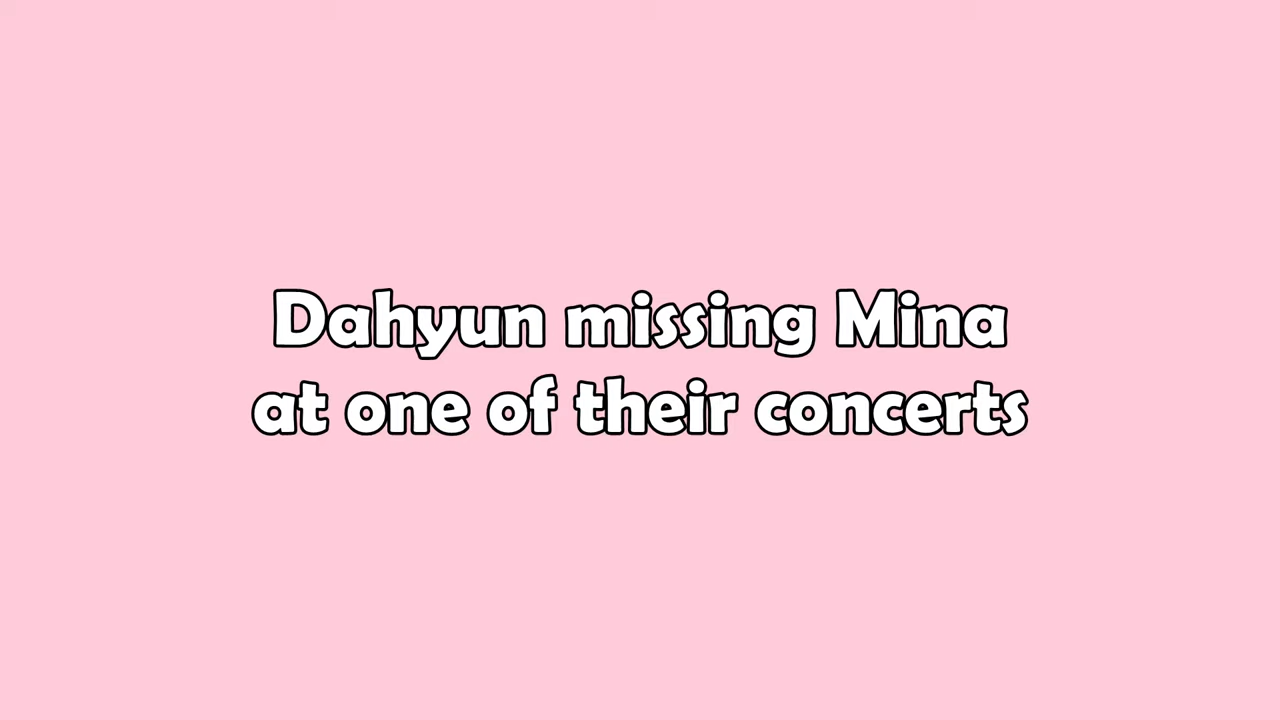 Dahyun missing Mina
at one of their concerts